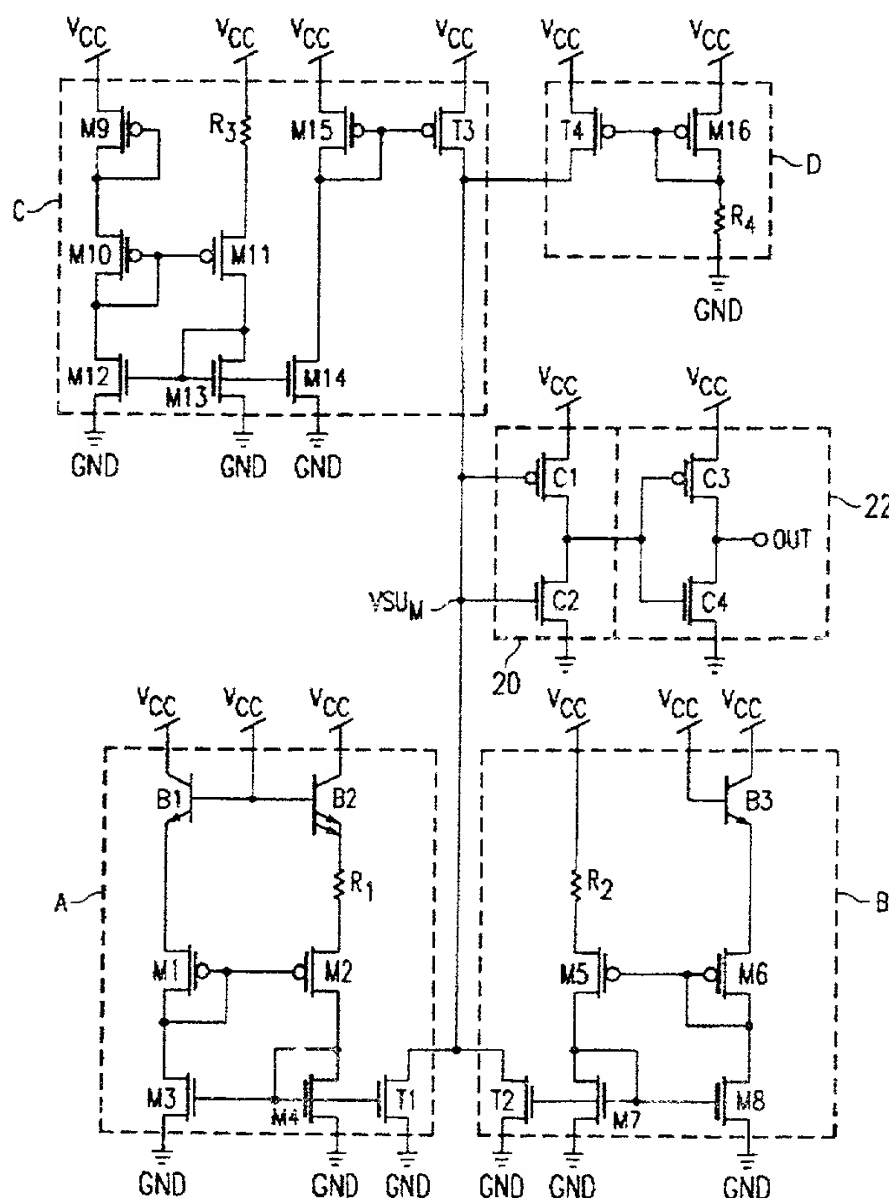 VCC VCC VCC VCC VCC VCC
M9 R3 M15 T3 T4 M16
C D
R4
M10 M11
GND
M12 M13 M14
VCC VCC
GND GND GND
C1 C3
22
OUT
VSUM C2 C4
20
VCC VCC VCC VCC VCC VCC
B1 B2 B3
A R1 R2 B
M1 M2 M5 M6
M3 M4 T1 T2 M7 M8
GND GND GND GND GND GND